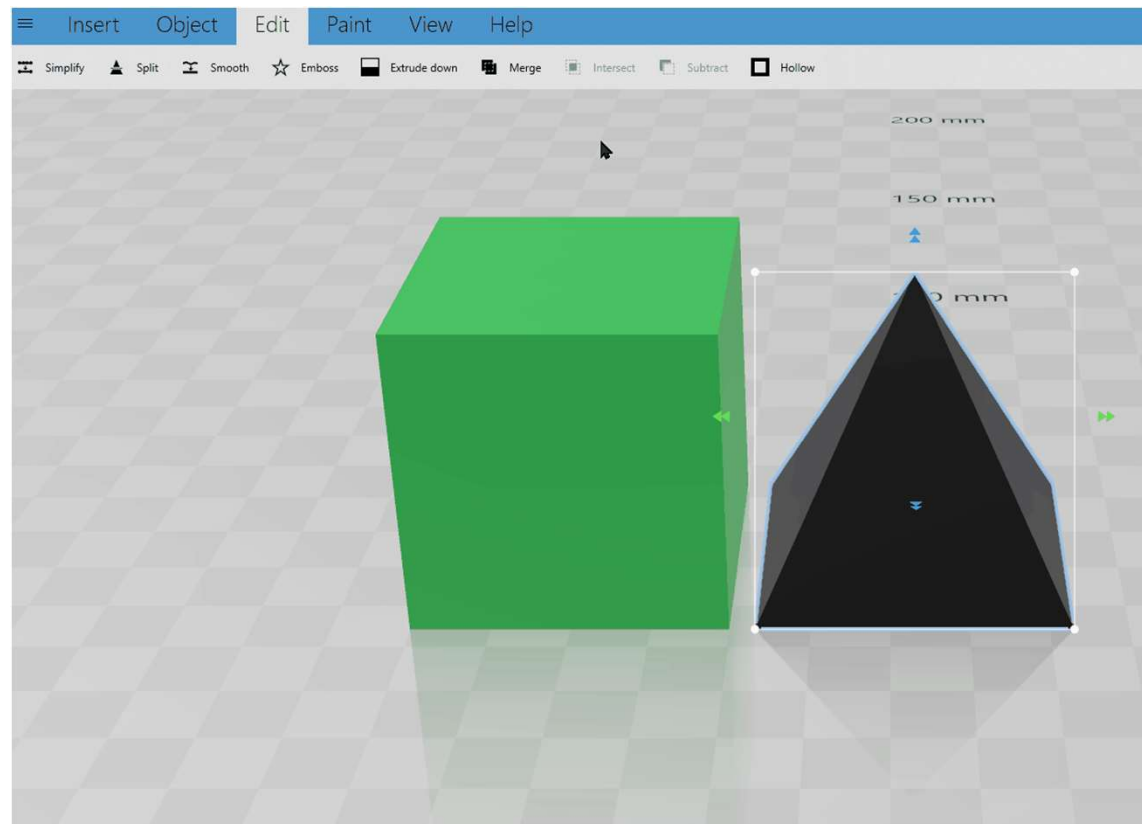 Insert Object Edit Paint View Help
Simplify Split Smooth Emboss Extrude down Merge Intersect Subtract Hollow
200 mm
150 mm
mm